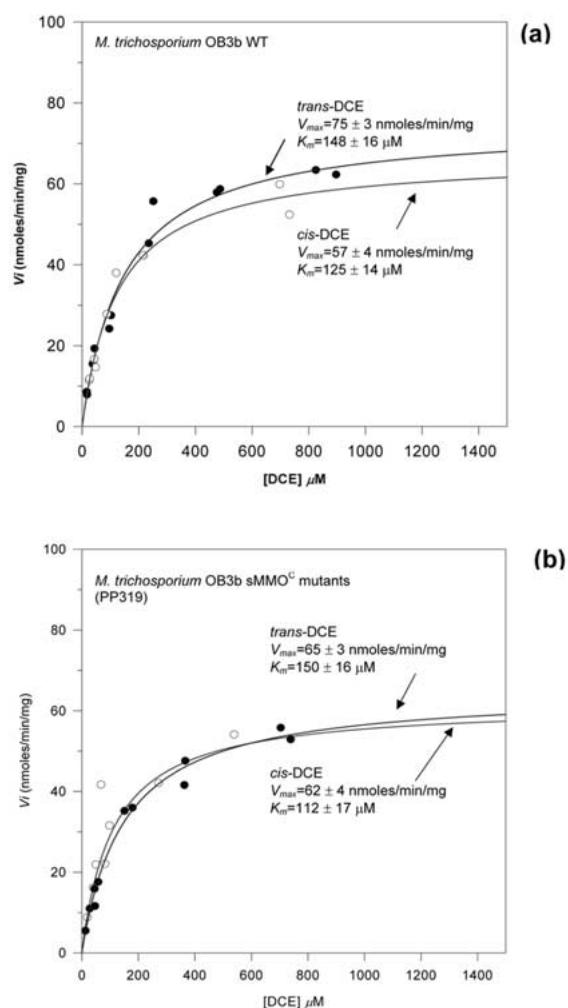 (a)
M. trichosporium OB3b WT
trans-DCE
Vmax=75 ± 3 nmoles/min/mg
Km=148 ± 16 µM
cis-DCE
Vmax=57 ± 4 nmoles/min/mg
Km=125 ± 14 µM
Vi (nmoles/min/mg)
100
80
60
40
20
0
0 200 400 600 800 1000 1200 1400
[DCE] µM
(b)
M. trichosporium OB3b sMMOᶜ mutants
(PP319)
trans-DCE
Vmax=65 ± 3 nmoles/min/mg
Km=150 ± 16 µM
cis-DCE
Vmax=62 ± 4 nmoles/min/mg
Km=112 ± 17 µM
Vi (nmoles/min/mg)
100
80
60
40
20
0
0 200 400 600 800 1000 1200 1400
[DCE] µM